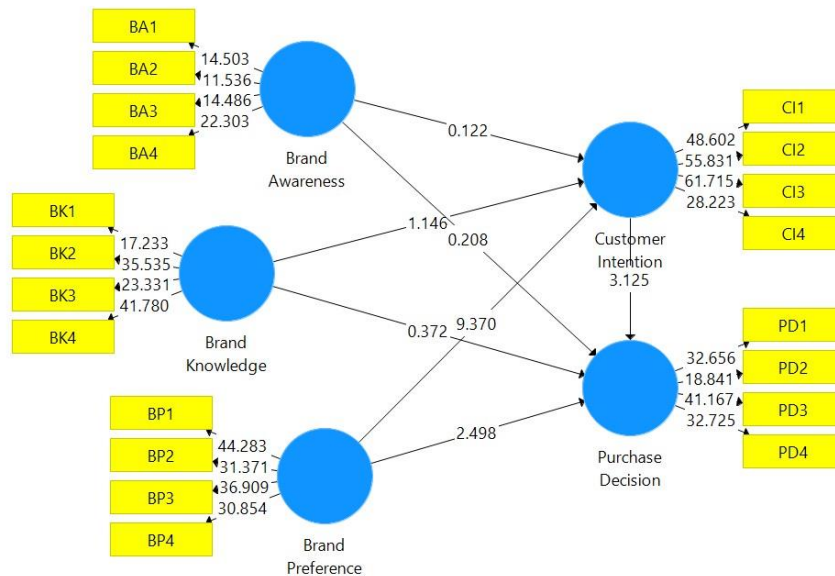 BA1
14.503
BA2
11.536
BA3
14.486
BA4
22.303
Brand
Awareness
BK1
17.233
BK2
35.535
BK3
23.331
BK4
41.780
Brand
Knowledge
BP1
44.283
BP2
31.371
BP3
36.909
BP4
30.854
Brand
Preference
0.122
1.146
0.208
0.372
9.370
2.498
CI1
48.602
CI2
55.831
CI3
61.715
CI4
28.223
Customer
Intention
3.125
PD1
32.656
PD2
18.841
PD3
41.167
PD4
32.725
Purchase
Decision